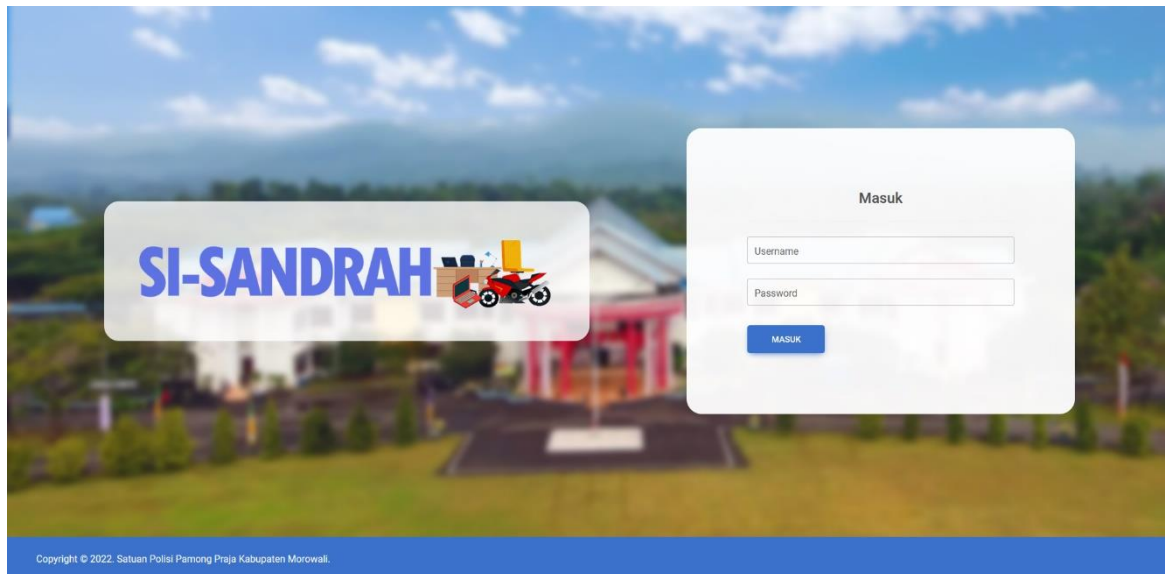 SI-SANDRAH
Masuk
Username
Password
MASUK
Copyright © 2022. Satuan Polisi Pamong Praja Kabupaten Morowali.